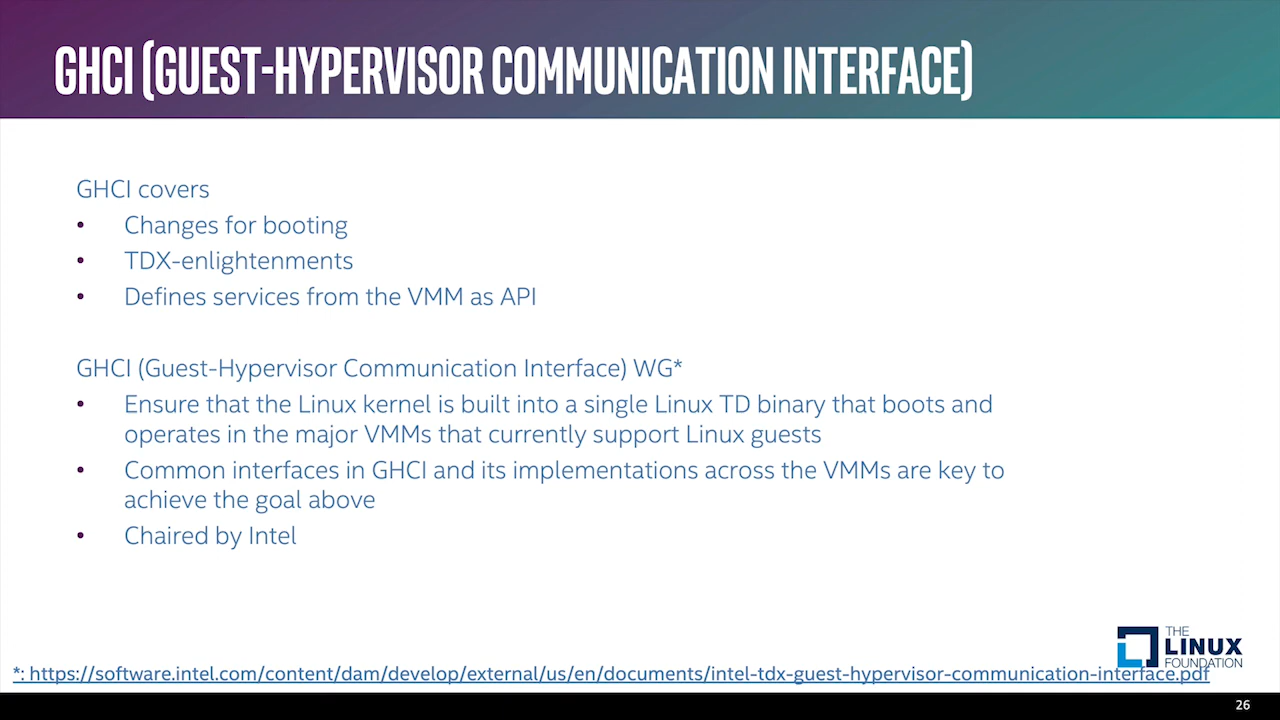 GHCI (GUEST-HYPERVISOR COMMUNICATION INTERFACE)
GHCI covers
• Changes for booting
• TDX-enlightenments
• Defines services from the VMM as API
GHCI (Guest-Hypervisor Communication Interface) WG*
• Ensure that the Linux kernel is built into a single Linux TD binary that boots and
operates in the major VMMs that currently support Linux guests
• Common interfaces in GHCI and its implementations across the VMMs are key to
achieve the goal above
• Chaired by Intel
THE
LINUX
FOUNDATION
*: https://software.intel.com/content/dam/develop/external/us/en/documents/intel-tdx-guest-hypervisor-communication-interface.pdf
26